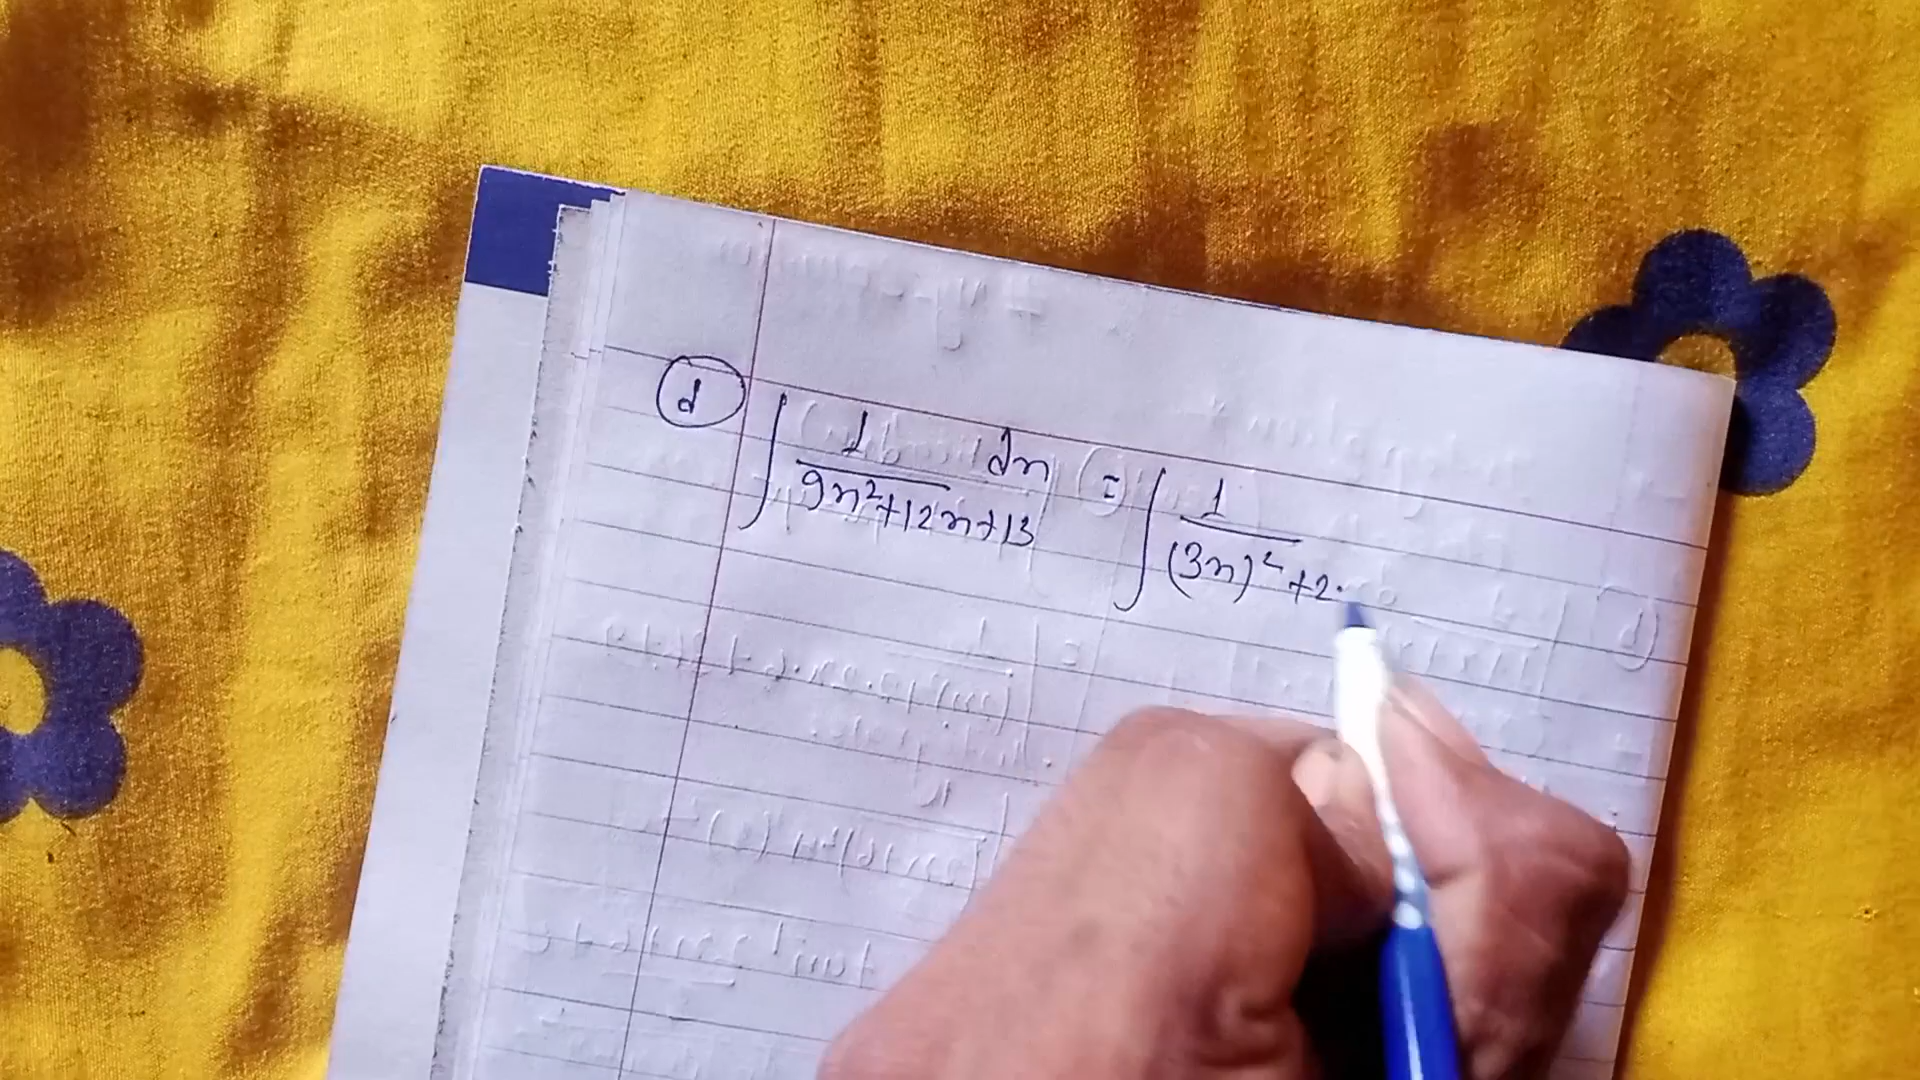 (d) ∫ 1/(9x²+12x+13) dx = ∫ 1/((3x)²+2.